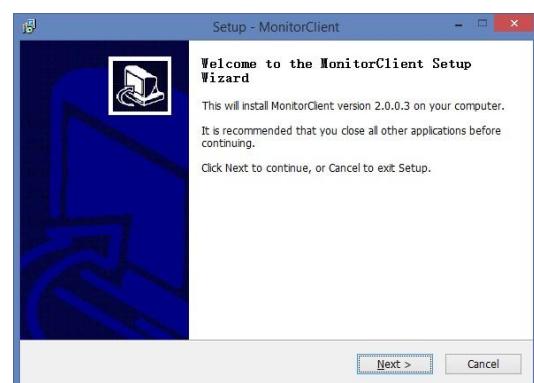 Setup - MonitorClient
Welcome to the MonitorClient Setup
Wizard
This will install MonitorClient version 2.0.0.3 on your computer.
It is recommended that you close all other applications before
continuing.
Click Next to continue, or Cancel to exit Setup.
Next >
Cancel